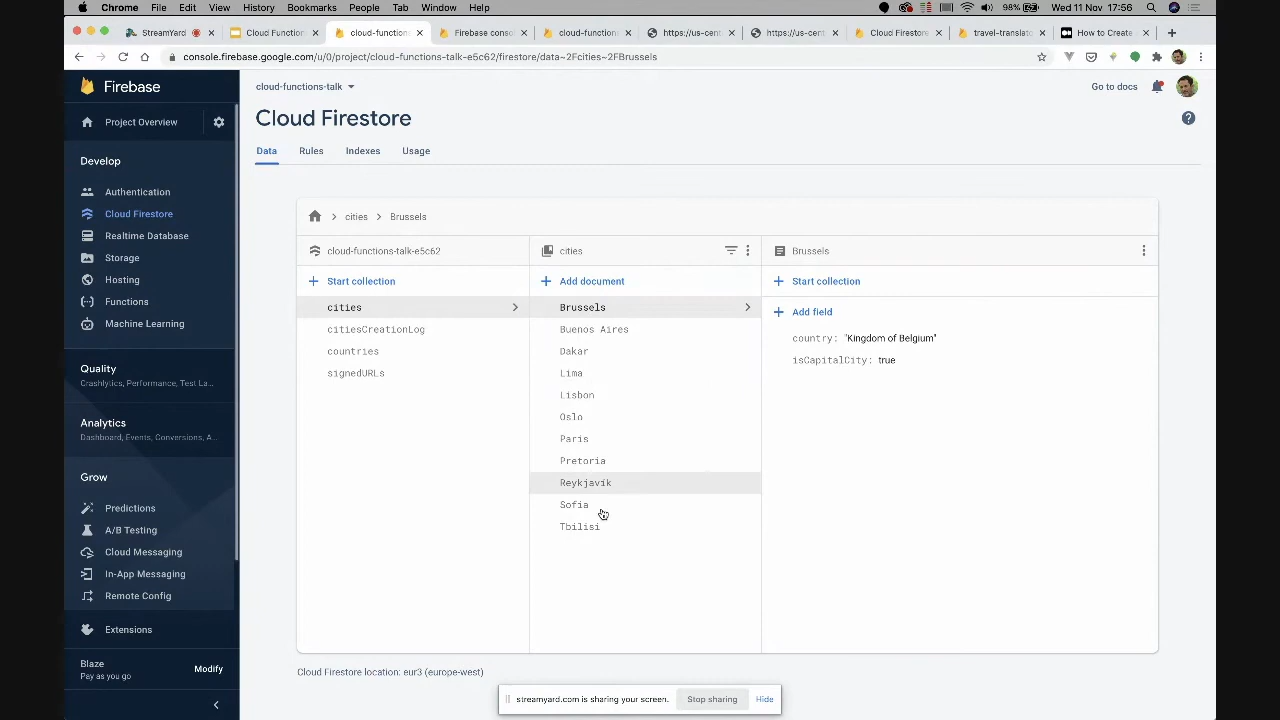 Chrome File Edit View History Bookmarks People Tab Window Help 98% Wed 11 Nov 17:56
StreamYard Cloud Function cloud-functions Firebase conso cloud-function https://us-cent https://us-cent Cloud Firestore travel-translato How to Create
console.firebase.google.com/u/0/project/cloud-functions-talk-e5c62/firestore/data~2Fcities~2FBrussels
Firebase
cloud-functions-talk
Go to docs
Project Overview
Cloud Firestore
Data Rules Indexes Usage
Develop
Authentication
Cloud Firestore
Realtime Database
Storage
Hosting
Functions
Machine Learning
Quality
Crashlytics, Performance, Test La...
Analytics
Dashboard, Events, Conversions, A...
Grow
Predictions
A/B Testing
Cloud Messaging
In-App Messaging
Remote Config
Extensions
Blaze
Pay as you go
Modify
cities > Brussels
cloud-functions-talk-e5c62
Start collection
cities
citiesCreationLog
countries
signedURLs
cities
Add document
Brussels
Buenos Aires
Dakar
Lima
Lisbon
Oslo
Paris
Pretoria
Reykjavík
Sofia
Tbilisi
Brussels
Start collection
Add field
country: "Kingdom of Belgium"
isCapitalCity: true
Cloud Firestore location: eur3 (europe-west)
streamyard.com is sharing your screen. Stop sharing Hide